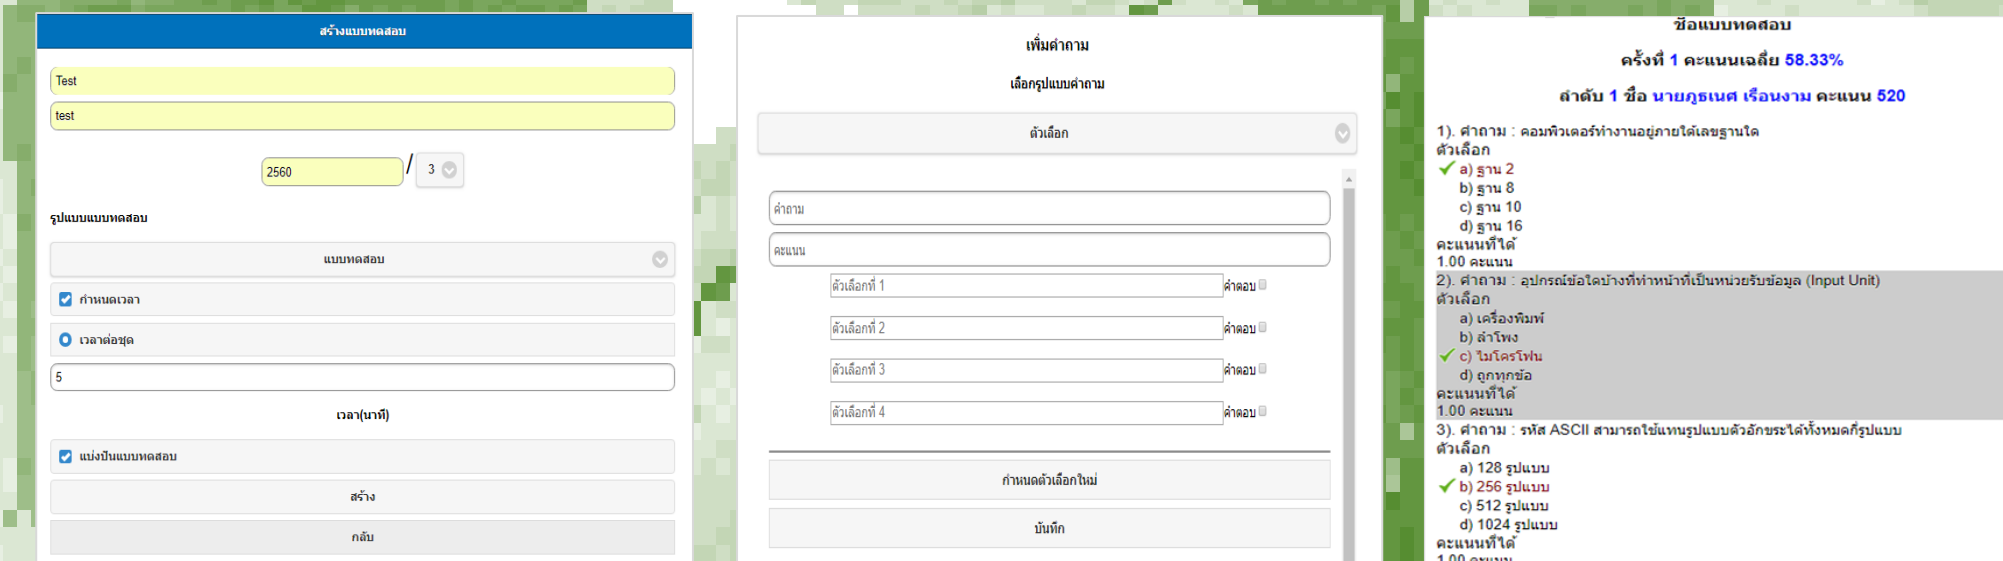 สร้างแบบทดสอบ
Test
test
2560 / 3
รูปแบบแบบทดสอบ
แบบทดสอบ
กำหนดเวลา
เวลาต่อชุด
5
เวลา(นาที)
แบ่งปันแบบทดสอบ
สร้าง
กลับ
เพิ่มคำถาม
เลือกรูปแบบคำถาม
ตัวเลือก
คำถาม
คะแนน
ตัวเลือกที่ 1 คำตอบ
ตัวเลือกที่ 2 คำตอบ
ตัวเลือกที่ 3 คำตอบ
ตัวเลือกที่ 4 คำตอบ
กำหนดตัวเลือกใหม่
บันทึก
ชื่อแบบทดสอบ
ครั้งที่ 1 คะแนนเฉลี่ย 58.33%
ลำดับ 1 ชื่อ นายภูธเนศ เรือนงาม คะแนน 520
1). คำถาม : คอมพิวเตอร์ทำงานอยู่ภายใต้เลขฐานใด
ตัวเลือก
a) ฐาน 2
b) ฐาน 8
c) ฐาน 10
d) ฐาน 16
คะแนนที่ได้
1.00 คะแนน
2). คำถาม : อุปกรณ์ข้อใดบ้างที่ทำหน้าที่เป็นหน่วยรับข้อมูล (Input Unit)
ตัวเลือก
a) เครื่องพิมพ์
b) ลำโพง
c) ไมโครโฟน
d) ถูกทุกข้อ
คะแนนที่ได้
1.00 คะแนน
3). คำถาม : รหัส ASCII สามารถใช้แทนรูปแบบตัวอักขระได้ทั้งหมดกี่รูปแบบ
ตัวเลือก
a) 128 รูปแบบ
b) 256 รูปแบบ
c) 512 รูปแบบ
d) 1024 รูปแบบ
คะแนนที่ได้
1.00 คะแนน